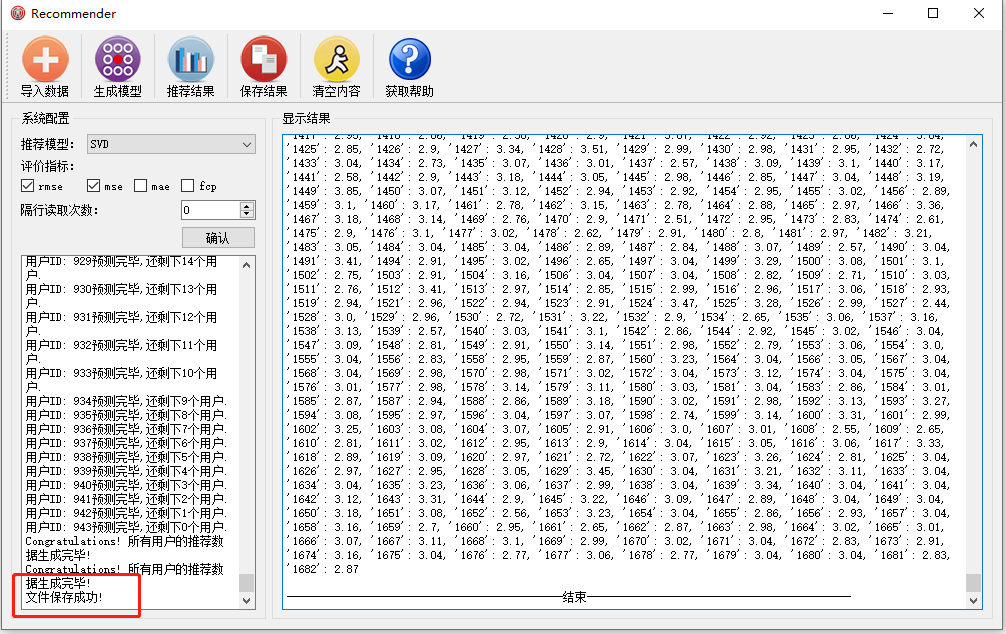 Recommender
导入数据 生成模型 推荐结果 保存结果 清空内容 获取帮助
系统配置
推荐模型: SVD
评价指标:
rmse mse mae fcp
隔行读取次数: 0
确认
用户ID: 929预测完毕,还剩下14个用
户.
用户ID: 930预测完毕,还剩下13个用
户.
用户ID: 931预测完毕,还剩下12个用
户.
用户ID: 932预测完毕,还剩下11个用
户.
用户ID: 933预测完毕,还剩下10个用
户.
用户ID: 934预测完毕,还剩下9个用户.
用户ID: 935预测完毕,还剩下8个用户.
用户ID: 936预测完毕,还剩下7个用户.
用户ID: 937预测完毕,还剩下6个用户.
用户ID: 938预测完毕,还剩下5个用户.
用户ID: 939预测完毕,还剩下4个用户.
用户ID: 940预测完毕,还剩下3个用户.
用户ID: 941预测完毕,还剩下2个用户.
用户ID: 942预测完毕,还剩下1个用户.
用户ID: 943预测完毕,还剩下0个用户.
Congratulations! 所有用户的推荐数
据生成完毕!
Congratulations! 所有用户的推荐数
据生成完毕!
文件保存成功!
显示结果
'1425': 2.85, '1426': 2.9, '1427': 3.34, '1428': 3.51, '1429': 2.99, '1430': 2.98, '1431': 2.95, '1432': 2.72,
'1433': 3.04, '1434': 2.73, '1435': 3.07, '1436': 3.01, '1437': 2.57, '1438': 3.09, '1439': 3.1, '1440': 3.17,
'1441': 2.58, '1442': 2.9, '1443': 3.18, '1444': 3.05, '1445': 2.98, '1446': 2.85, '1447': 3.04, '1448': 3.19,
'1449': 3.85, '1450': 3.07, '1451': 3.12, '1452': 2.94, '1453': 2.92, '1454': 2.95, '1455': 3.02, '1456': 2.89,
'1459': 3.1, '1460': 3.17, '1461': 2.78, '1462': 3.15, '1463': 2.78, '1464': 2.88, '1465': 2.97, '1466': 3.36,
'1467': 3.18, '1468': 3.14, '1469': 2.76, '1470': 2.9, '1471': 2.51, '1472': 2.95, '1473': 2.83, '1474': 2.61,
'1475': 2.9, '1476': 3.1, '1477': 3.02, '1478': 2.62, '1479': 2.91, '1480': 2.8, '1481': 2.97, '1482': 3.21,
'1483': 3.05, '1484': 3.04, '1485': 3.04, '1486': 2.89, '1487': 2.84, '1488': 3.07, '1489': 2.57, '1490': 3.04,
'1491': 3.41, '1494': 2.91, '1495': 3.02, '1496': 2.65, '1497': 3.04, '1499': 3.29, '1500': 3.08, '1501': 3.1,
'1502': 2.75, '1503': 2.91, '1504': 3.16, '1506': 3.04, '1507': 3.04, '1508': 2.82, '1509': 2.71, '1510': 3.03,
'1511': 2.76, '1512': 3.41, '1513': 2.97, '1514': 2.85, '1515': 2.99, '1516': 2.96, '1517': 3.06, '1518': 2.93,
'1519': 2.94, '1521': 2.96, '1522': 2.94, '1523': 2.91, '1524': 3.47, '1525': 3.28, '1526': 2.99, '1527': 2.44,
'1528': 3.0, '1529': 2.96, '1530': 2.72, '1531': 3.22, '1532': 2.9, '1534': 2.65, '1535': 3.06, '1537': 3.16,
'1538': 3.13, '1539': 2.57, '1540': 3.03, '1541': 3.1, '1542': 2.86, '1544': 2.92, '1545': 3.02, '1546': 3.04,
'1547': 3.09, '1548': 2.81, '1549': 2.91, '1550': 3.14, '1551': 2.98, '1552': 2.79, '1553': 3.06, '1554': 3.0,
'1555': 3.04, '1556': 2.83, '1558': 2.95, '1559': 2.87, '1560': 3.23, '1564': 3.04, '1566': 3.05, '1567': 3.04,
'1568': 3.04, '1569': 2.98, '1570': 2.98, '1571': 3.02, '1572': 3.04, '1573': 3.12, '1574': 3.04, '1575': 3.04,
'1576': 3.01, '1577': 2.98, '1578': 3.14, '1579': 3.11, '1580': 3.03, '1581': 3.04, '1583': 2.86, '1584': 3.01,
'1585': 2.87, '1587': 2.94, '1588': 2.86, '1589': 3.18, '1590': 3.02, '1591': 2.98, '1592': 3.13, '1593': 3.27,
'1594': 3.08, '1595': 2.97, '1596': 3.04, '1597': 3.07, '1598': 2.74, '1599': 3.14, '1600': 3.31, '1601': 2.99,
'1602': 3.25, '1603': 3.08, '1604': 3.07, '1605': 2.91, '1606': 3.0, '1607': 3.01, '1608': 2.55, '1609': 2.65,
'1610': 2.81, '1611': 3.02, '1612': 2.95, '1613': 2.9, '1614': 3.04, '1615': 3.05, '1616': 3.06, '1617': 3.33,
'1618': 2.89, '1619': 3.09, '1620': 2.97, '1621': 2.72, '1622': 3.07, '1623': 3.26, '1624': 2.81, '1625': 3.04,
'1626': 2.97, '1627': 2.95, '1628': 3.05, '1629': 3.45, '1630': 3.04, '1631': 3.21, '1632': 3.11, '1633': 3.04,
'1634': 3.04, '1635': 3.23, '1636': 3.06, '1637': 2.99, '1638': 3.04, '1639': 3.34, '1640': 3.04, '1641': 3.04,
'1642': 3.12, '1643': 3.31, '1644': 2.9, '1645': 3.22, '1646': 3.09, '1647': 2.89, '1648': 3.04, '1649': 3.04,
'1650': 3.18, '1651': 3.08, '1652': 2.56, '1653': 3.23, '1654': 3.04, '1655': 2.86, '1656': 2.93, '1657': 3.04,
'1658': 3.16, '1659': 2.7, '1660': 2.95, '1661': 2.65, '1662': 2.87, '1663': 2.98, '1664': 3.02, '1665': 3.01,
'1666': 3.07, '1667': 3.11, '1668': 3.1, '1669': 2.99, '1670': 3.02, '1671': 3.04, '1672': 2.83, '1673': 2.91,
'1674': 3.16, '1675': 3.04, '1676': 2.77, '1677': 3.06, '1678': 2.77, '1679': 3.04, '1680': 3.04, '1681': 2.83,
'1682': 2.87
结束